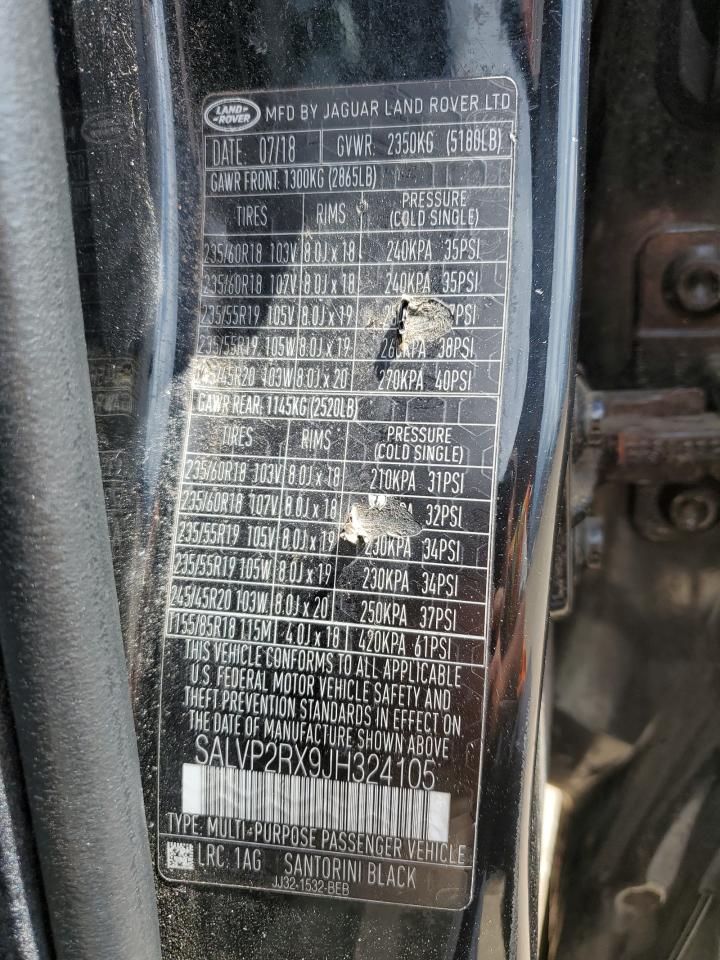 LAND ROVER MFD BY JAGUAR LAND ROVER LTD
DATE 07/18 GVWR 2350KG (5180LB)
GAWR FRONT: 1300KG (2865LB)
TIRES RIMS PRESSURE (COLD SINGLE)
235/60R18 103V 8.0J x 18 240KPA 35PSI
235/60R18 107V 8.0J x 18 240KPA 35PSI
235/55R19 105V 8.0J x 19
235/55R19 105W 8.0J x 19 260KPA 38PSI
103W 8.0J x 20 270KPA 40PSI
GAWR REAR: 1145KG (2520LB)
TIRES RIMS PRESSURE (COLD SINGLE)
235/60R18 103V 8.0J x 18 210KPA 31PSI
235/60R18 107V 8.0J x 18 32PSI
235/55R19 105V 8.0J x 19 230KPA 34PSI
235/55R19 105W 8.0J x 19 230KPA 34PSI
245/45R20 103W 8.0J x 20 250KPA 37PSI
T155/85R18 115M 4.0J x 18 420KPA 61PSI
THIS VEHICLE CONFORMS TO ALL APPLICABLE
U.S. FEDERAL MOTOR VEHICLE SAFETY AND
THEFT PREVENTION STANDARDS IN EFFECT ON
THE DATE OF MANUFACTURE SHOWN ABOVE
SALVP2RX9JH324105
TYPE: MULTI-PURPOSE PASSENGER VEHICLE
LRC. 1AG SANTORINI BLACK
JJ32-1532-BEB